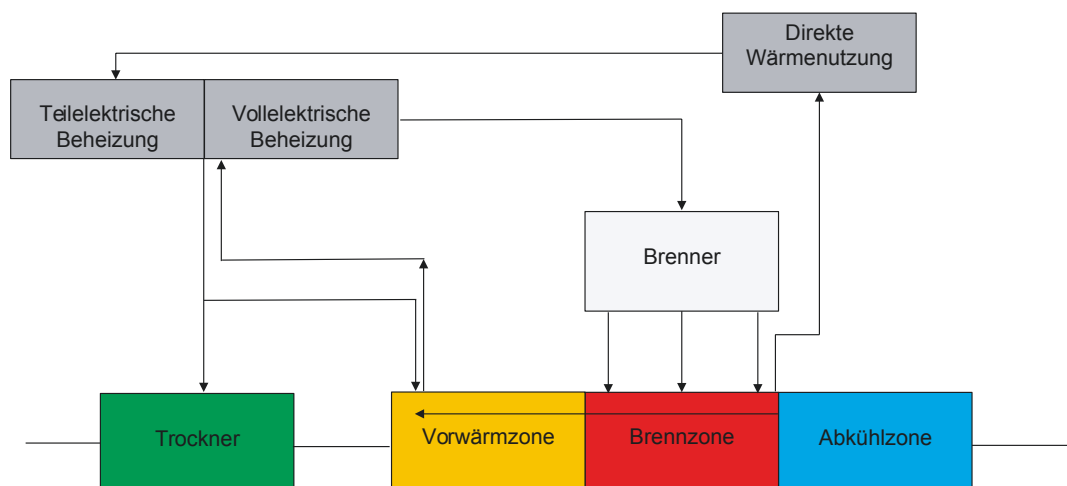 Direkte
Wärmenutzung
Teilelektrische
Beheizung
Vollelektrische
Beheizung
Brenner
Trockner
Vorwärmzone
Brennzone
Abkühlzone